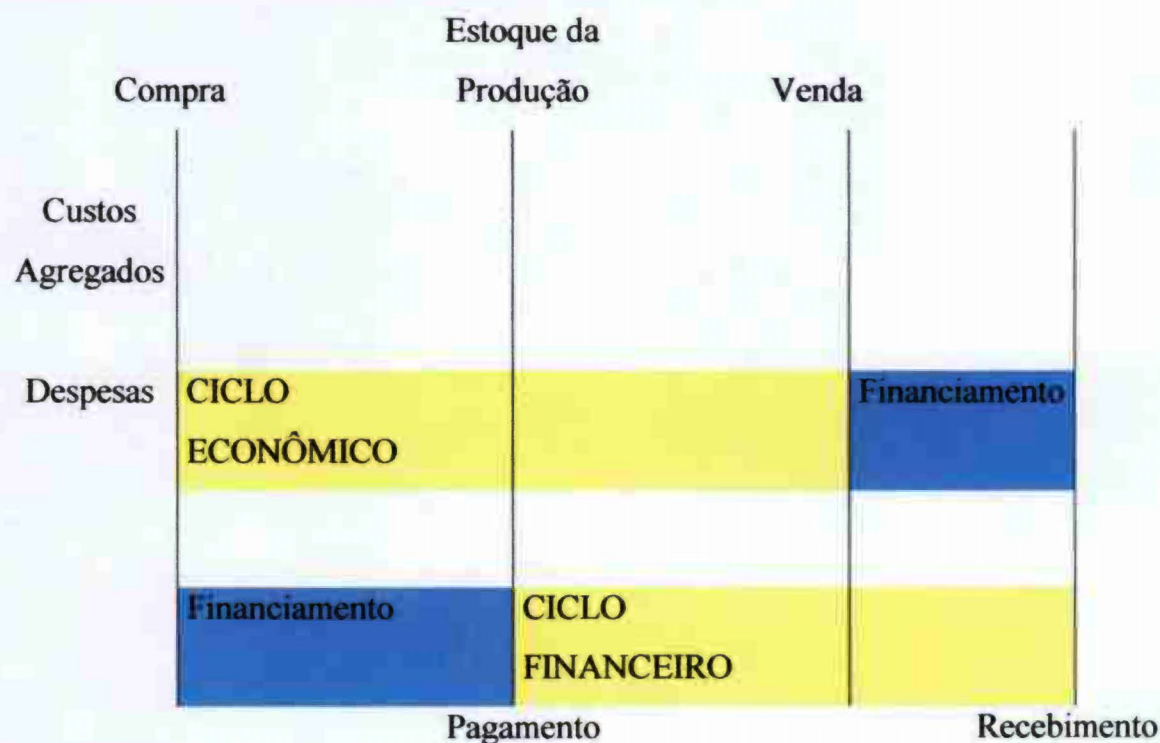 Estoque da
Compra Produção Venda
Custos
Agregados
Despesas CICLO Financiamento
ECONÔMICO
Financiamento CICLO
FINANCEIRO
Pagamento Recebimento